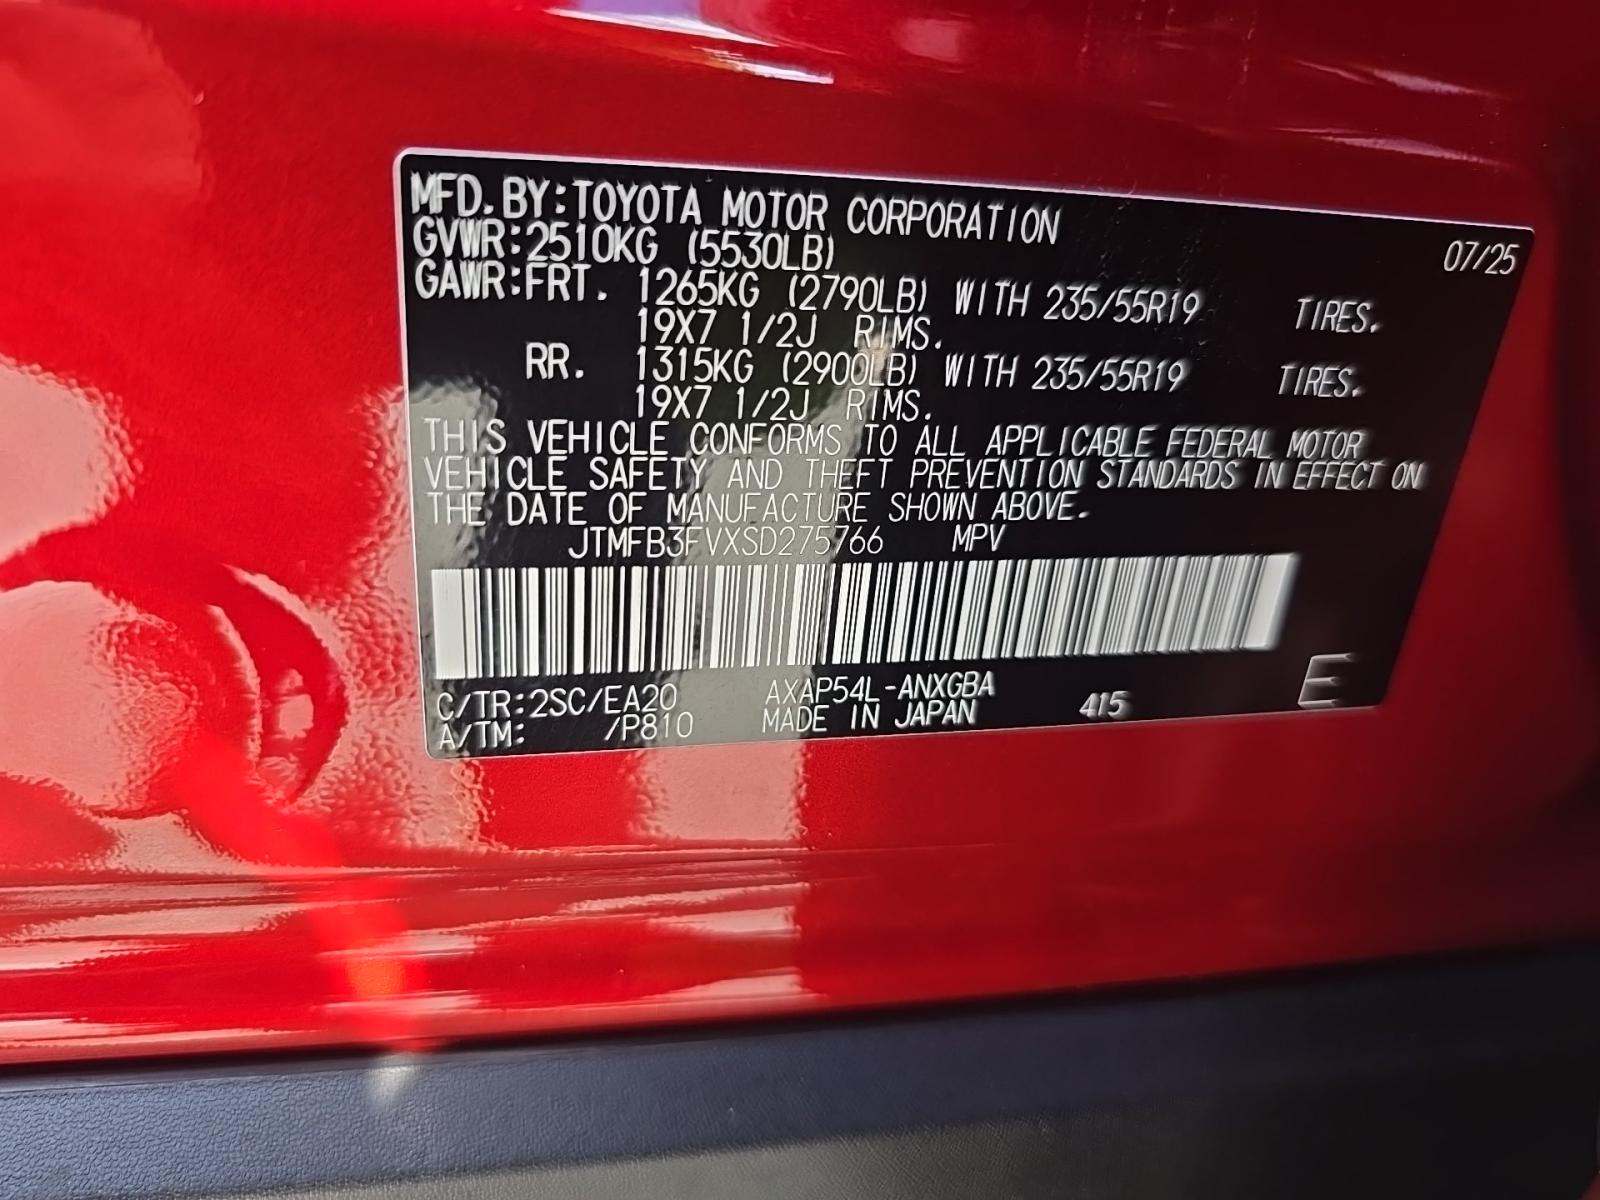 MFD. BY:TOYOTA MOTOR CORPORATION 07/25
GVWR:2510KG (5530LB)
GAWR:FRT. 1265KG (2790LB) WITH 235/55R19 TIRES.
19X7 1/2J RIMS.
RR. 1315KG (2900LB) WITH 235/55R19 TIRES.
19X7 1/2J RIMS.
THIS VEHICLE CONFORMS TO ALL APPLICABLE FEDERAL MOTOR
VEHICLE SAFETY AND THEFT PREVENTION STANDARDS IN EFFECT ON
THE DATE OF MANUFACTURE SHOWN ABOVE.
JTMFB3FVXSD275766 MPV
C/TR:2SC/EA20 AXAP54L-ANXGBA 415 E
A/TM: /P810 MADE IN JAPAN